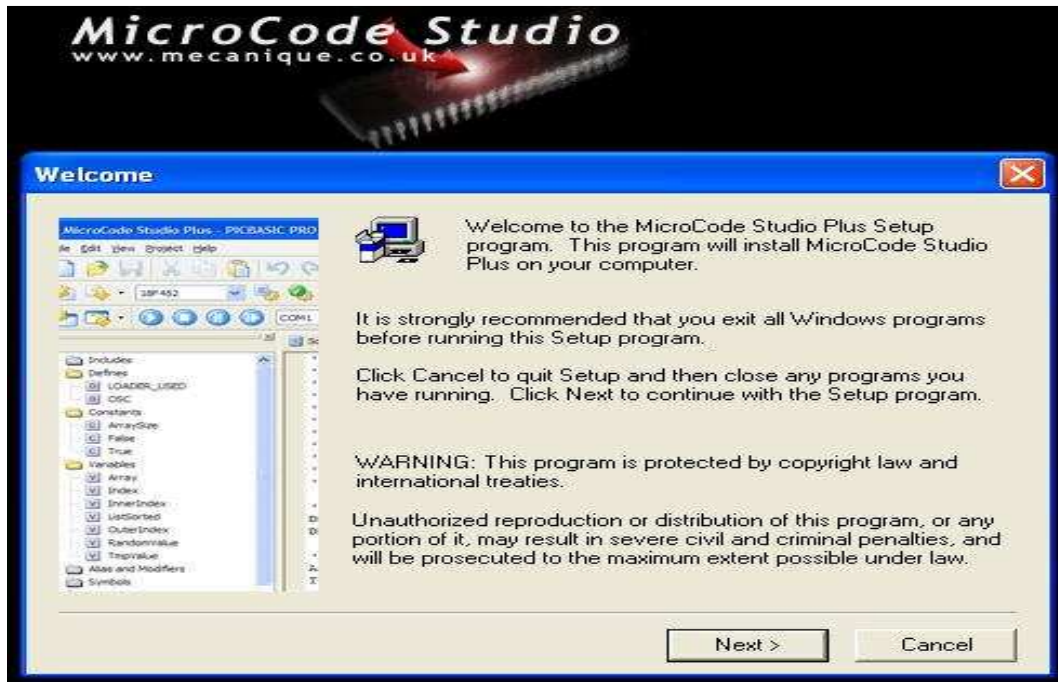 MicroCode Studio
www.mecanique.co.uk
Welcome
MicroCode Studio Plus - PICBASIC PRO
Edit View Project Help
18F452
COM1
Includes
Defines
LOADER_USED
OSC
Constants
ArraySize
False
True
Variables
Array
Index
InnerIndex
ListSorted
OuterIndex
RandomValue
TmpValue
Alias and Modifiers
Symbols
Welcome to the MicroCode Studio Plus Setup
program. This program will install MicroCode Studio
Plus on your computer.
It is strongly recommended that you exit all Windows programs
before running this Setup program.
Click Cancel to quit Setup and then close any programs you
have running. Click Next to continue with the Setup program.
WARNING: This program is protected by copyright law and
international treaties.
Unauthorized reproduction or distribution of this program, or any
portion of it, may result in severe civil and criminal penalties, and
will be prosecuted to the maximum extent possible under law.
Next >
Cancel